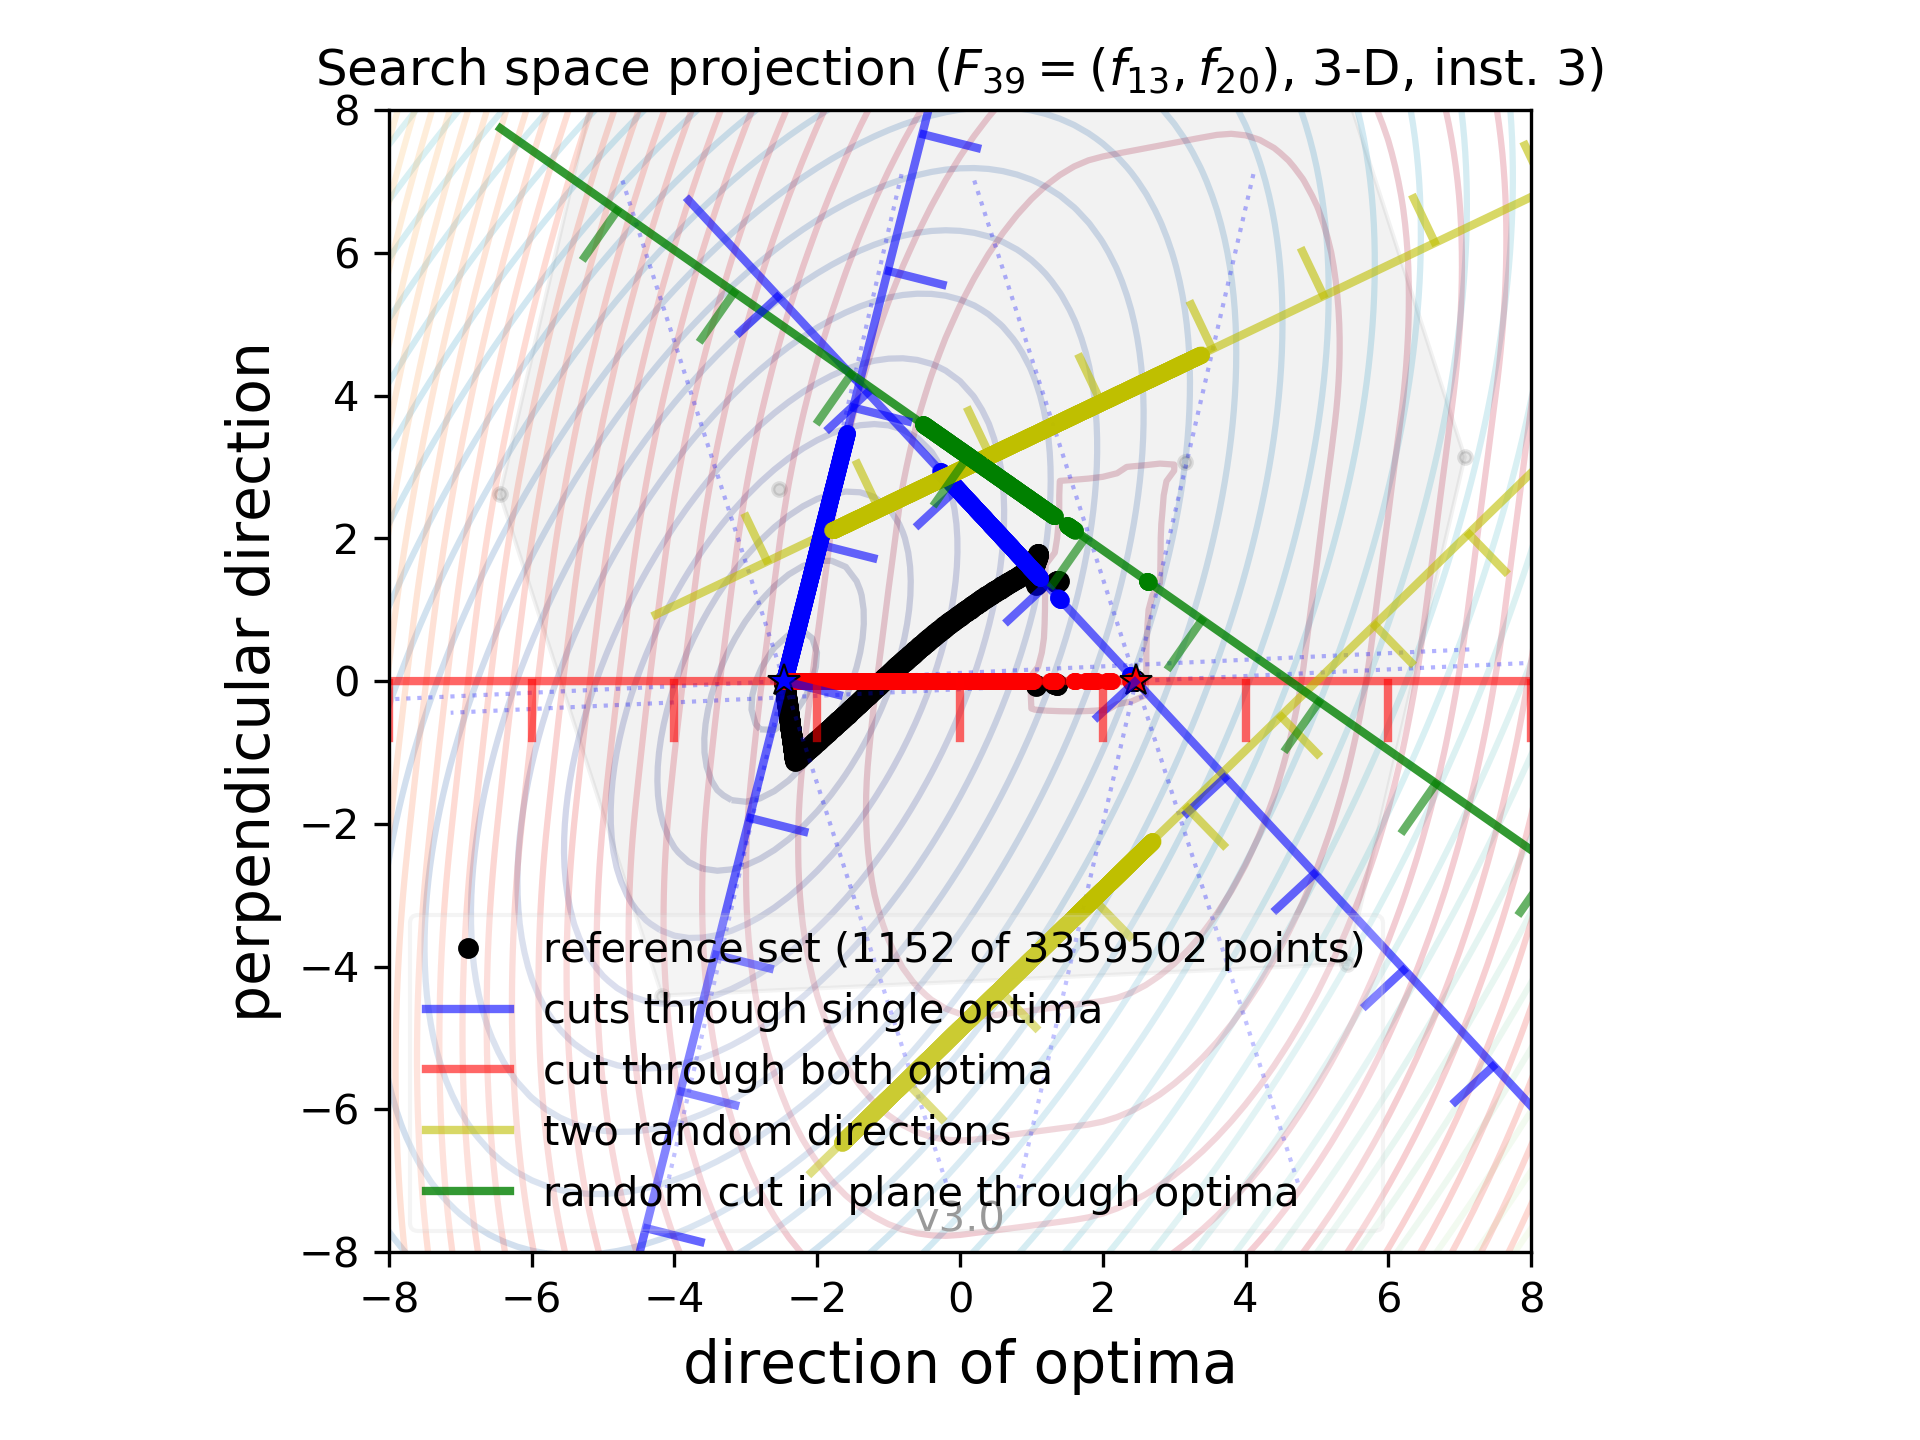 Search space projection (F39 = (f13, f20), 3-D, inst. 3)
8
6
4
2
0
−2
−4
−6
−8
perpendicular direction
reference set (1152 of 3359502 points)
cuts through single optima
cut through both optima
two random directions
random cut in plane through optima
v3.0
−8 −6 −4 −2 0 2 4 6 8
direction of optima